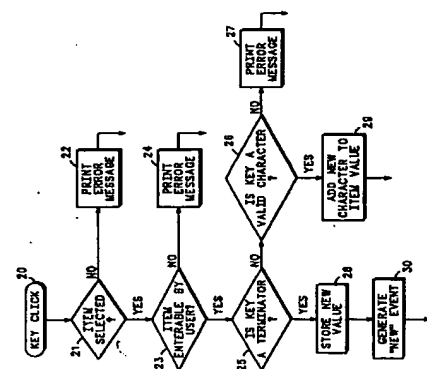 KEY CLICK
20
21
ITEM
SELECTED
?
NO
22
PRINT
ERROR
MESSAGE
YES
23
ITEM
ENTERABLE BY
USER?
NO
24
PRINT
ERROR
MESSAGE
YES
25
IS KEY
A TERMINATOR
?
NO
26
IS KEY A
VALID CHARACTER
?
NO
27
PRINT
ERROR
MESSAGE
YES
28
STORE NEW
VALUE
YES
29
ADD NEW
CHARACTER TO
ITEM VALUE
30
GENERATE
"NEW" EVENT